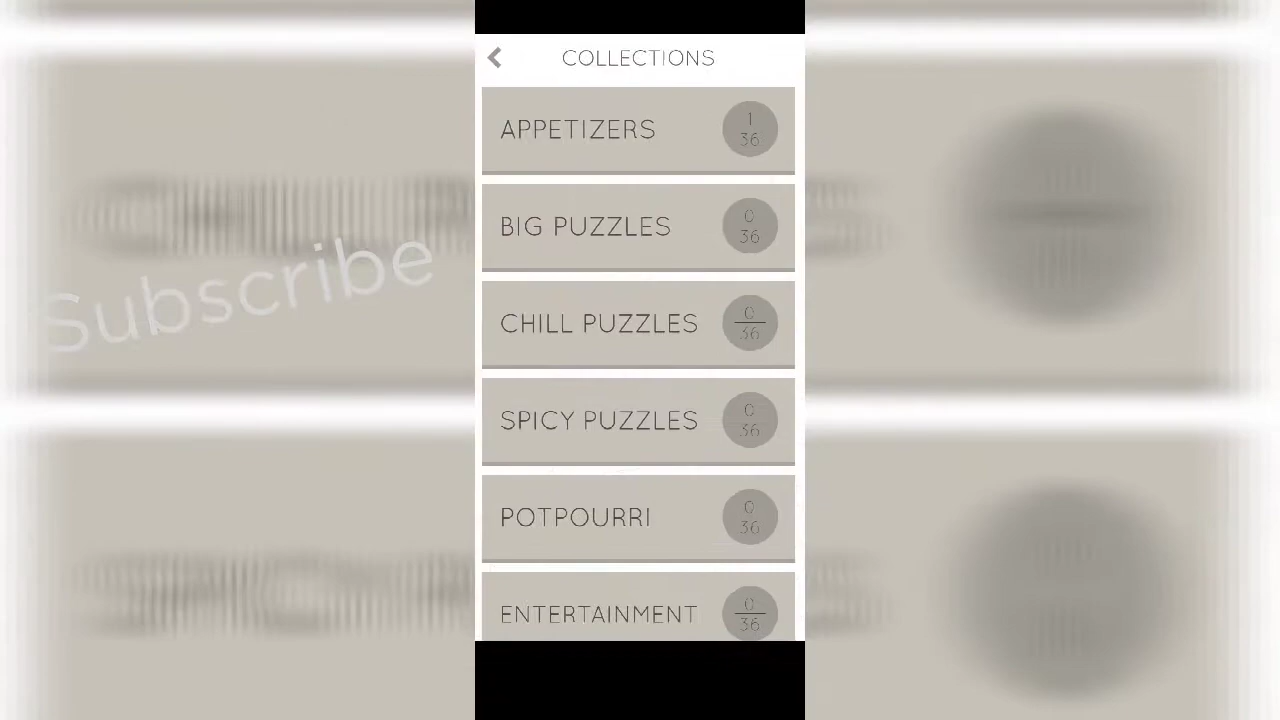 COLLECTIONS
APPETIZERS
1
36
BIG PUZZLES
0
36
CHILL PUZZLES
0
36
SPICY PUZZLES
0
36
POTPOURRI
0
36
ENTERTAINMENT
0
36
Subscribe